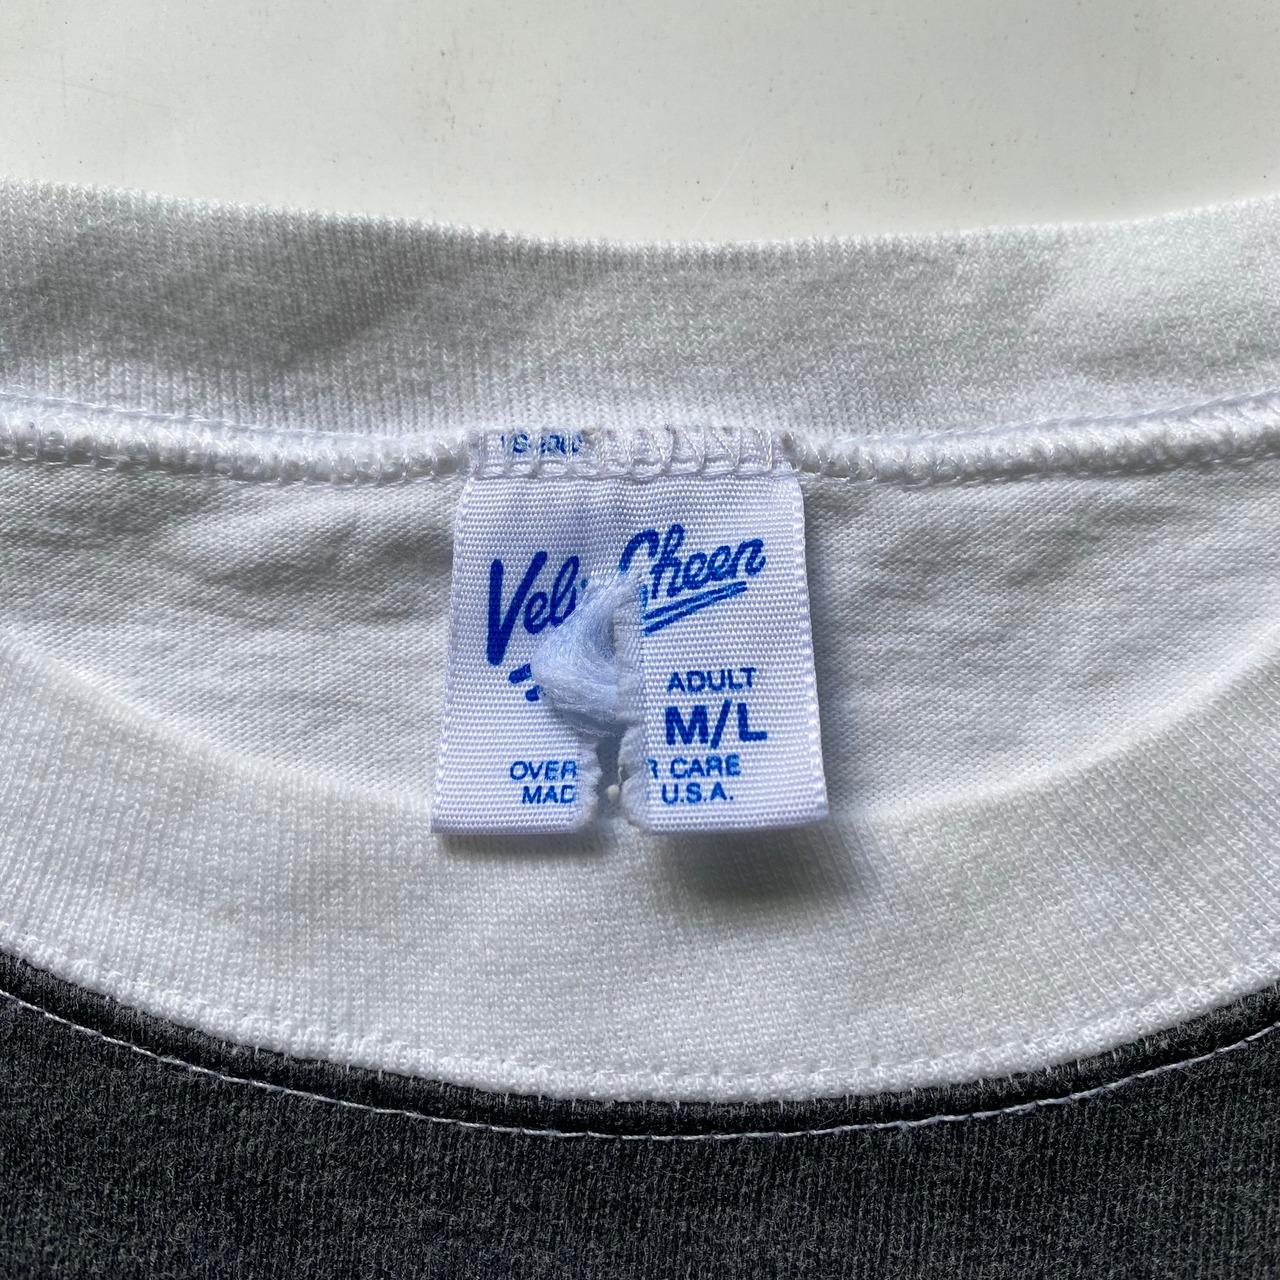 Vel Sheen
ADULT
M/L
OVER R CARE
MAD U.S.A.